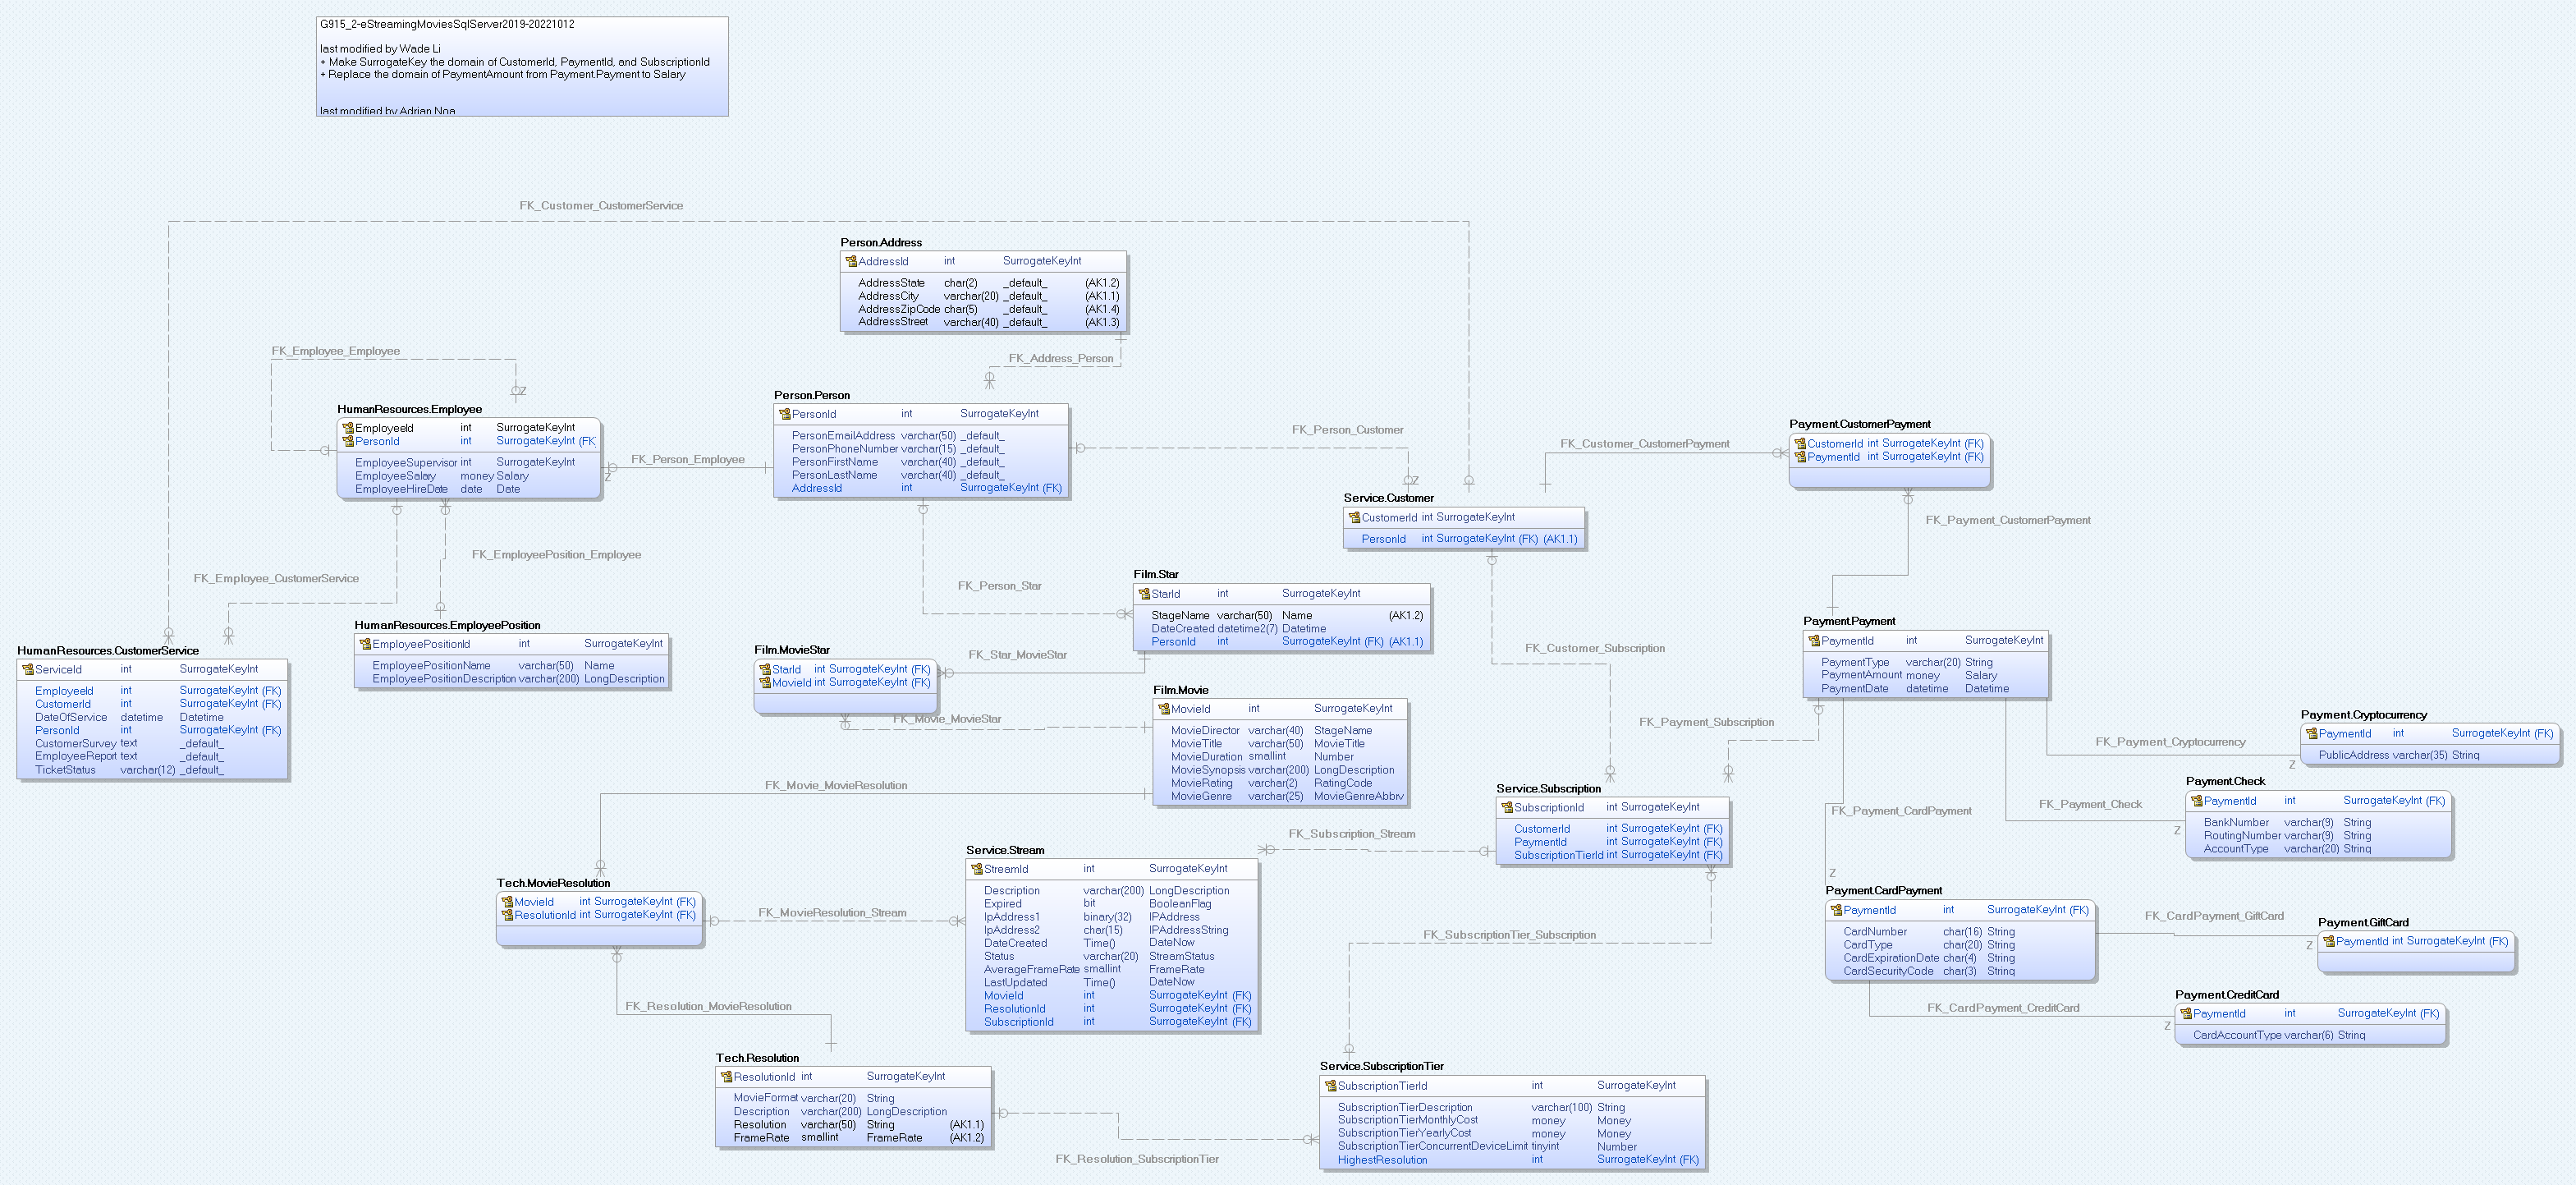 G915_2-eStreamingMoviesSqlServer2019-20221012
last modified by Wade Li
+ Make SurrogateKey the domain of CustomerId, PaymentId, and SubscriptionId
+ Replace the domain of PaymentAmount from Payment.Payment to Salary
last modified by Adrian Noa
FK_Customer_CustomerService
Person.Address
AddressId int SurrogateKeyInt
AddressState char(2) _default_ (AK1.2)
AddressCity varchar(20) _default_ (AK1.1)
AddressZipCode char(5) _default_ (AK1.4)
AddressStreet varchar(40) _default_ (AK1.3)
FK_Employee_Employee
FK_Address_Person
Z
HumanResources.Employee
EmployeeId int SurrogateKeyInt
PersonId int SurrogateKeyInt (FK)
EmployeeSupervisor int SurrogateKeyInt
EmployeeSalary money Salary
EmployeeHireDate date Date
FK_Person_Employee
Z
Person.Person
PersonId int SurrogateKeyInt
PersonEmailAddress varchar(50) _default_
PersonPhoneNumber varchar(15) _default_
PersonFirstName varchar(40) _default_
PersonLastName varchar(40) _default_
AddressId int SurrogateKeyInt (FK)
FK_Person_Customer
Z
FK_Customer_CustomerPayment
Payment.CustomerPayment
CustomerId int SurrogateKeyInt (FK)
PaymentId int SurrogateKeyInt (FK)
Service.Customer
CustomerId int SurrogateKeyInt
PersonId int SurrogateKeyInt (FK) (AK1.1)
FK_Payment_CustomerPayment
FK_EmployeePosition_Employee
FK_Employee_CustomerService
FK_Person_Star
Film.Star
StarId int SurrogateKeyInt
StageName varchar(50) Name (AK1.2)
DateCreated datetime2(7) Datetime
PersonId int SurrogateKeyInt (FK) (AK1.1)
HumanResources.EmployeePosition
EmployeePositionId int SurrogateKeyInt
EmployeePositionName varchar(50) Name
EmployeePositionDescription varchar(200) LongDescription
HumanResources.CustomerService
ServiceId int SurrogateKeyInt
EmployeeId int SurrogateKeyInt (FK)
CustomerId int SurrogateKeyInt (FK)
DateOfService datetime Datetime
PersonId int SurrogateKeyInt (FK)
CustomerSurvey text _default_
EmployeeReport text _default_
TicketStatus varchar(12) _default_
Film.MovieStar
StarId int SurrogateKeyInt (FK)
MovieId int SurrogateKeyInt (FK)
FK_Star_MovieStar
FK_Movie_MovieStar
Film.Movie
MovieId int SurrogateKeyInt
MovieDirector varchar(40) StageName
MovieTitle varchar(50) MovieTitle
MovieDuration smallint Number
MovieSynopsis varchar(200) LongDescription
MovieRating varchar(2) RatingCode
MovieGenre varchar(25) MovieGenreAbbrv
FK_Customer_Subscription
Payment.Payment
PaymentId int SurrogateKeyInt
PaymentType varchar(20) String
PaymentAmount money Salary
PaymentDate datetime Datetime
FK_Payment_Subscription
FK_Payment_Cryptocurrency
Z
Payment.Cryptocurrency
PaymentId int SurrogateKeyInt (FK)
PublicAddress varchar(35) String
FK_Movie_MovieResolution
Service.Subscription
SubscriptionId int SurrogateKeyInt
CustomerId int SurrogateKeyInt (FK)
PaymentId int SurrogateKeyInt (FK)
SubscriptionTierId int SurrogateKeyInt (FK)
FK_Payment_CardPayment
Z
FK_Payment_Check
Z
Payment.Check
PaymentId int SurrogateKeyInt (FK)
BankNumber varchar(9) String
RoutingNumber varchar(9) String
AccountType varchar(20) String
FK_Subscription_Stream
Service.Stream
StreamId int SurrogateKeyInt
Description varchar(200) LongDescription
Expired bit BooleanFlag
IpAddress1 binary(32) IPAddress
IpAddress2 char(15) IPAddressString
DateCreated Time() DateNow
Status varchar(20) StreamStatus
AverageFrameRate smallint FrameRate
LastUpdated Time() DateNow
MovieId int SurrogateKeyInt (FK)
ResolutionId int SurrogateKeyInt (FK)
SubscriptionId int SurrogateKeyInt (FK)
Tech.MovieResolution
MovieId int SurrogateKeyInt (FK)
ResolutionId int SurrogateKeyInt (FK)
FK_MovieResolution_Stream
FK_SubscriptionTier_Subscription
Payment.CardPayment
PaymentId int SurrogateKeyInt (FK)
CardNumber char(16) String
CardType char(20) String
CardExpirationDate char(4) String
CardSecurityCode char(3) String
FK_CardPayment_GiftCard
Z
Payment.GiftCard
PaymentId int SurrogateKeyInt (FK)
FK_CardPayment_CreditCard
Z
Payment.CreditCard
PaymentId int SurrogateKeyInt (FK)
CardAccountType varchar(6) String
FK_Resolution_MovieResolution
Tech.Resolution
ResolutionId int SurrogateKeyInt
MovieFormat varchar(20) String
Description varchar(200) LongDescription
Resolution varchar(50) String (AK1.1)
FrameRate smallint FrameRate (AK1.2)
FK_Resolution_SubscriptionTier
Service.SubscriptionTier
SubscriptionTierId int SurrogateKeyInt
SubscriptionTierDescription varchar(100) String
SubscriptionTierMonthlyCost money Money
SubscriptionTierYearlyCost money Money
SubscriptionTierConcurrentDeviceLimit tinyint Number
HighestResolution int SurrogateKeyInt (FK)